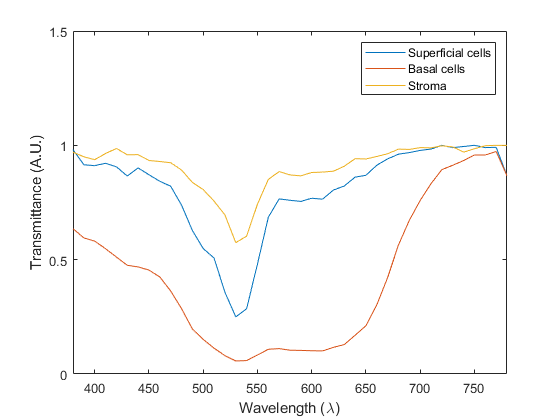 1.5
1
0.5
0
Transmittance (A.U.)
Superficial cells
Basal cells
Stroma
400 450 500 550 600 650 700 750
Wavelength (λ)